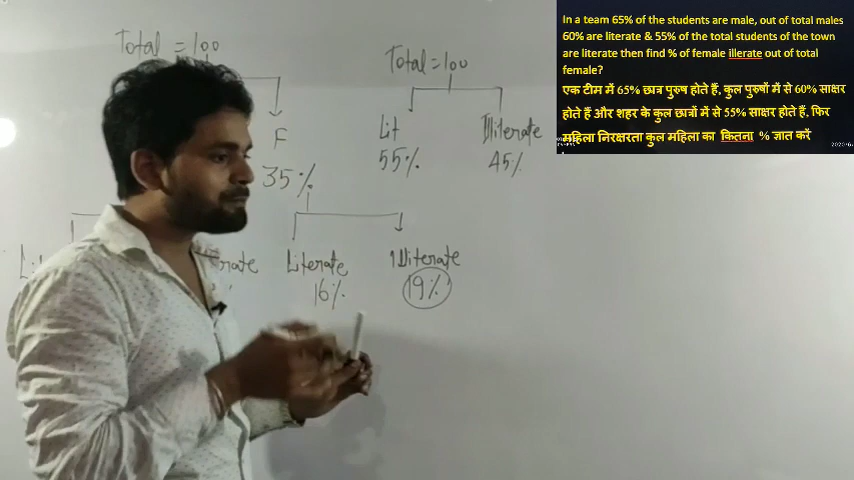 In a team 65% of the students are male, out of total males
60% are literate & 55% of the total students of the town
are literate then find % of female illerate out of total
female?
एक टीम में 65% छात्र पुरुष होते हैं, कुल पुरुषों में से 60% साक्षर
होते हैं और शहर के कुल छात्रों में से 55% साक्षर होते हैं. फिर
महिला निरक्षरता कुल महिला का कितना % ज्ञात करें
Total = 100
Total = 100
F
Lit
Illiterate
35%
55%
45%
Literate
Illiterate
16%
19%